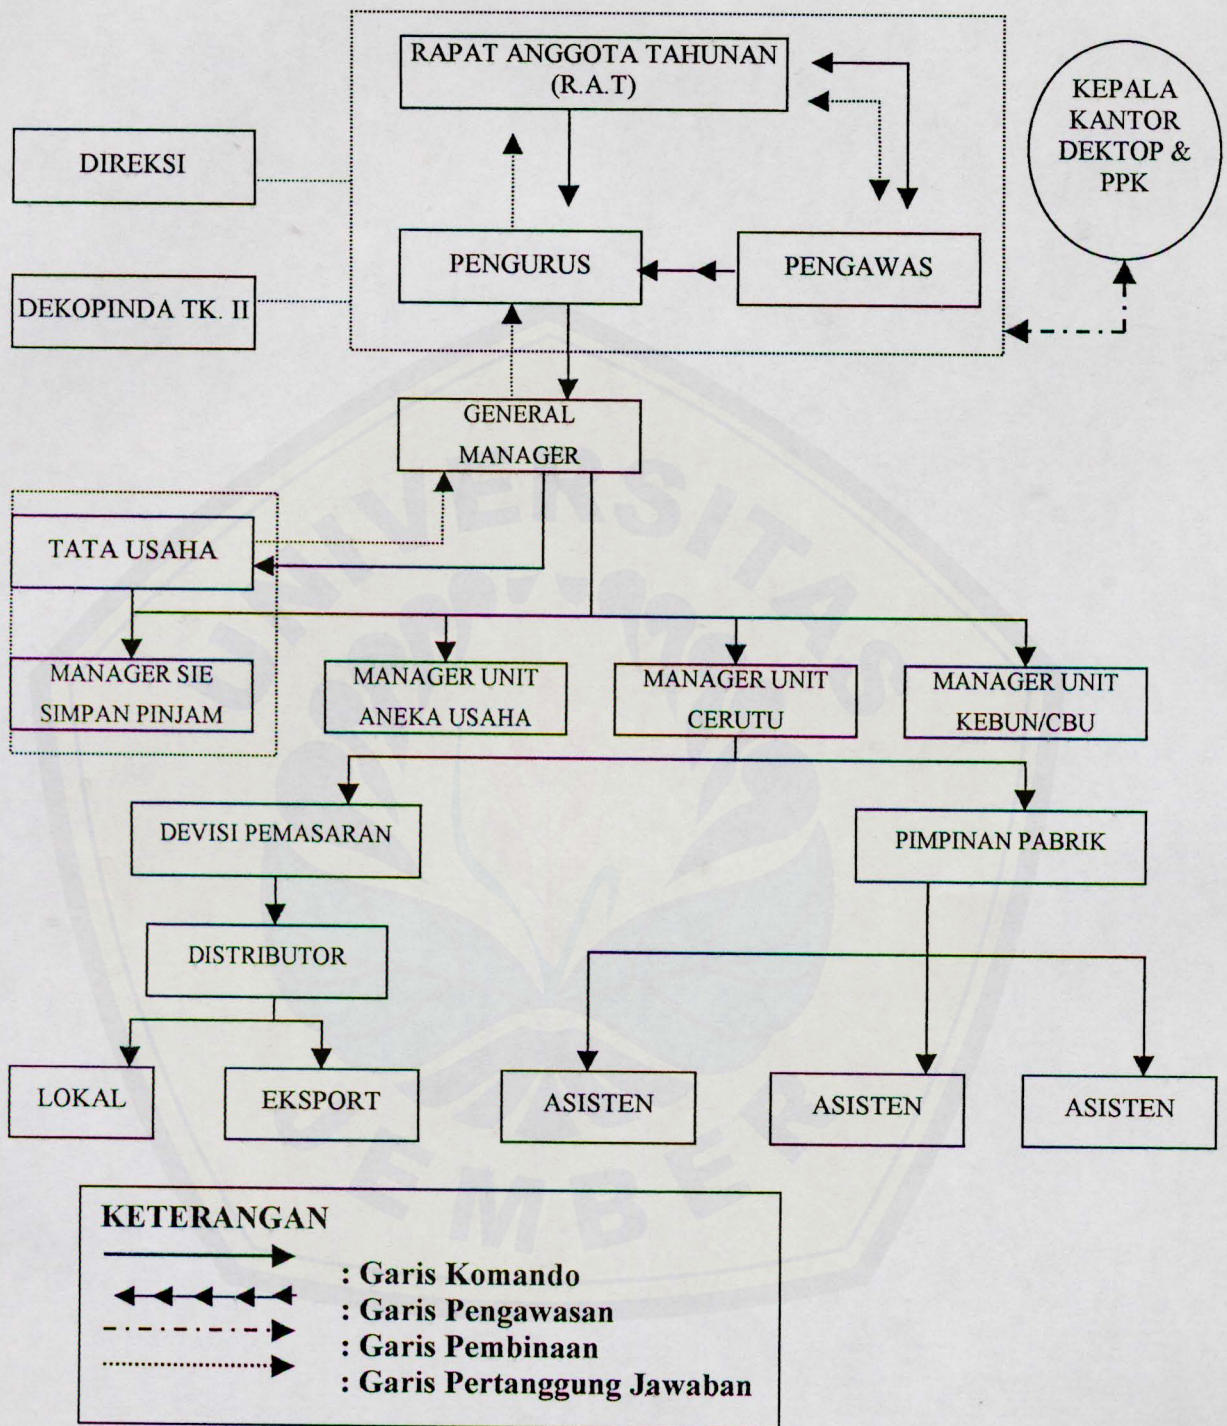 RAPAT ANGGOTA TAHUNAN
(R.A.T)
KEPALA
KANTOR
DEKTOP &
PPK
DIREKSI
PENGURUS
PENGAWAS
DEKOPINDA TK. II
GENERAL
MANAGER
TATA USAHA
MANAGER SIE
SIMPAN PINJAM
MANAGER UNIT
ANEKA USAHA
MANAGER UNIT
CERUTU
MANAGER UNIT
KEBUN/CBU
DEVISI PEMASARAN
PIMPINAN PABRIK
DISTRIBUTOR
LOKAL
EKSPORT
ASISTEN
ASISTEN
ASISTEN
KETERANGAN
: Garis Komando
: Garis Pengawasan
: Garis Pembinaan
: Garis Pertanggung Jawaban
UNIVERSITAS
JEMBER